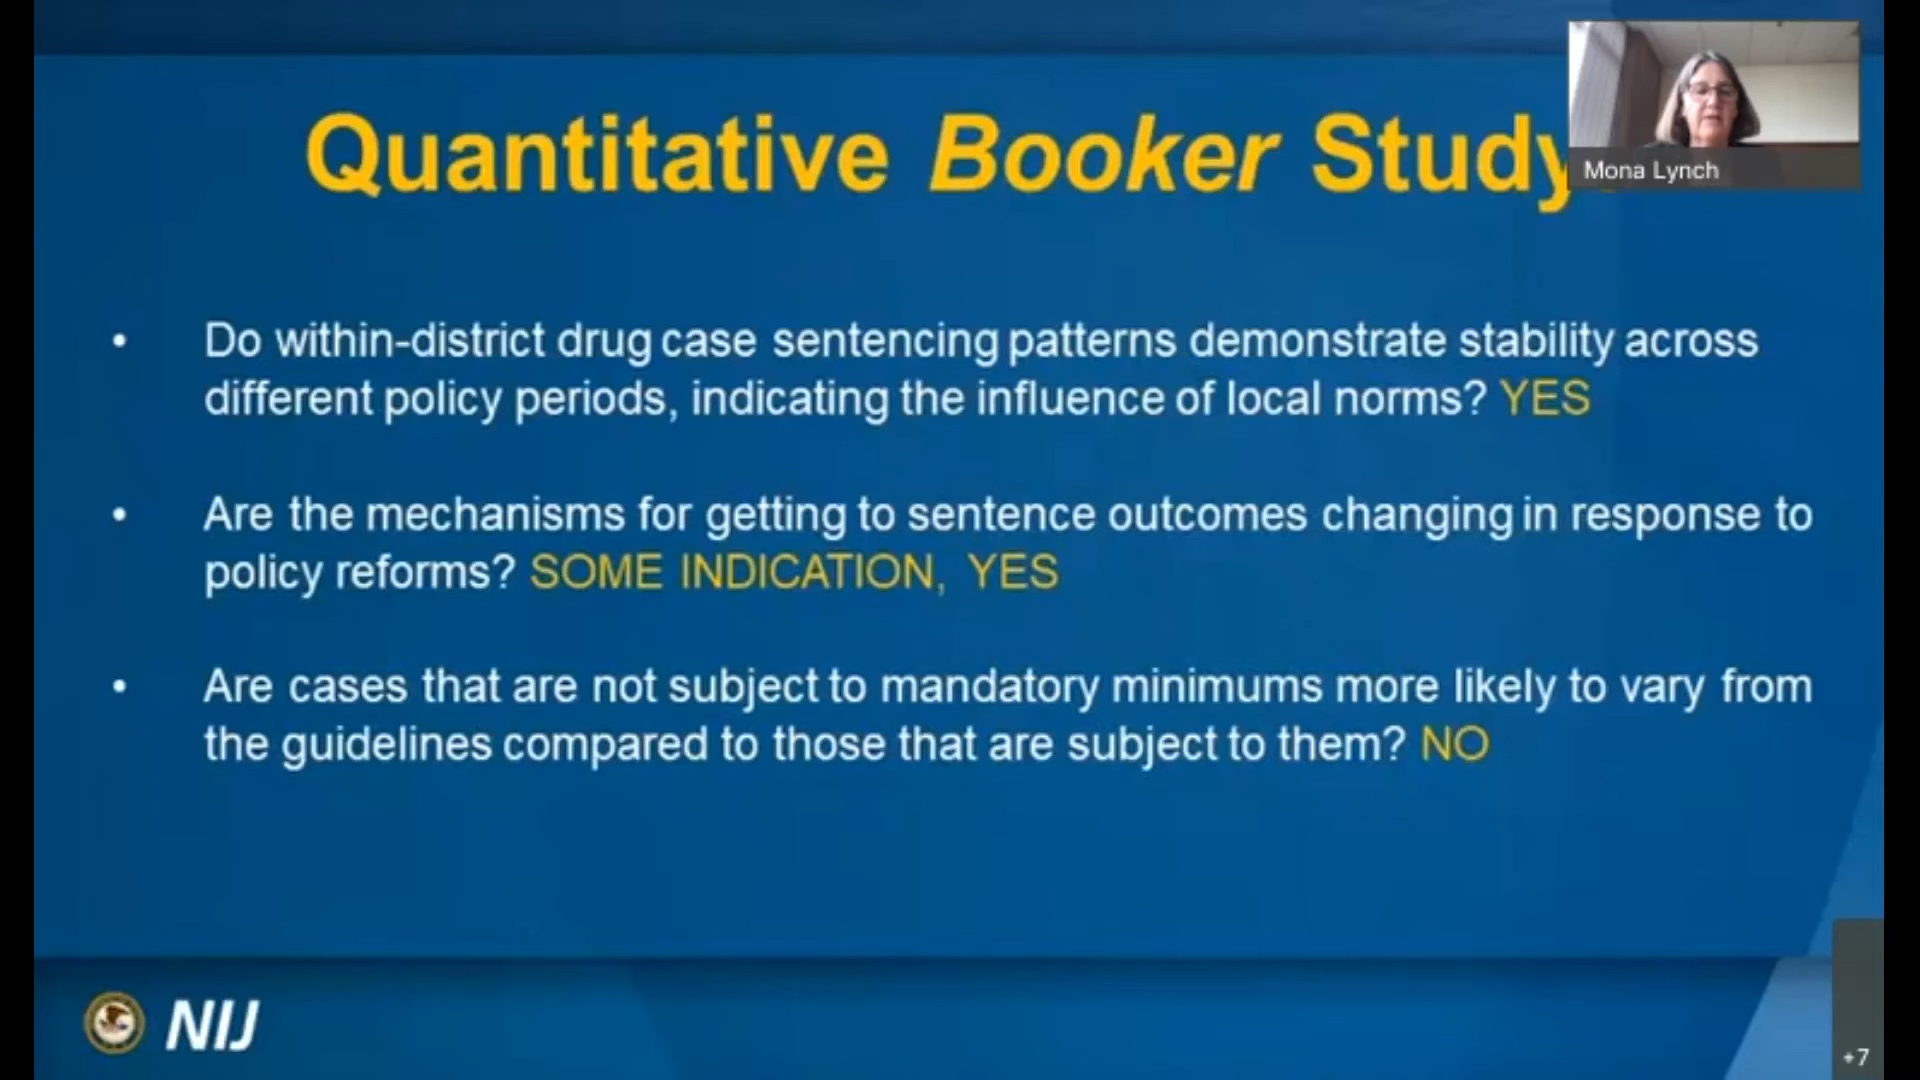 Quantitative Booker Study
Mona Lynch
• Do within-district drug case sentencing patterns demonstrate stability across
different policy periods, indicating the influence of local norms? YES
• Are the mechanisms for getting to sentence outcomes changing in response to
policy reforms? SOME INDICATION, YES
• Are cases that are not subject to mandatory minimums more likely to vary from
the guidelines compared to those that are subject to them? NO
NIJ
+7